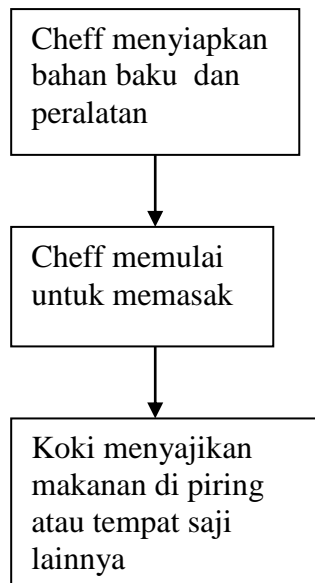 Cheff menyiapkan
bahan baku  dan
peralatan
Cheff memulai
untuk memasak
Koki menyajikan
makanan di piring
atau tempat saji
lainnya